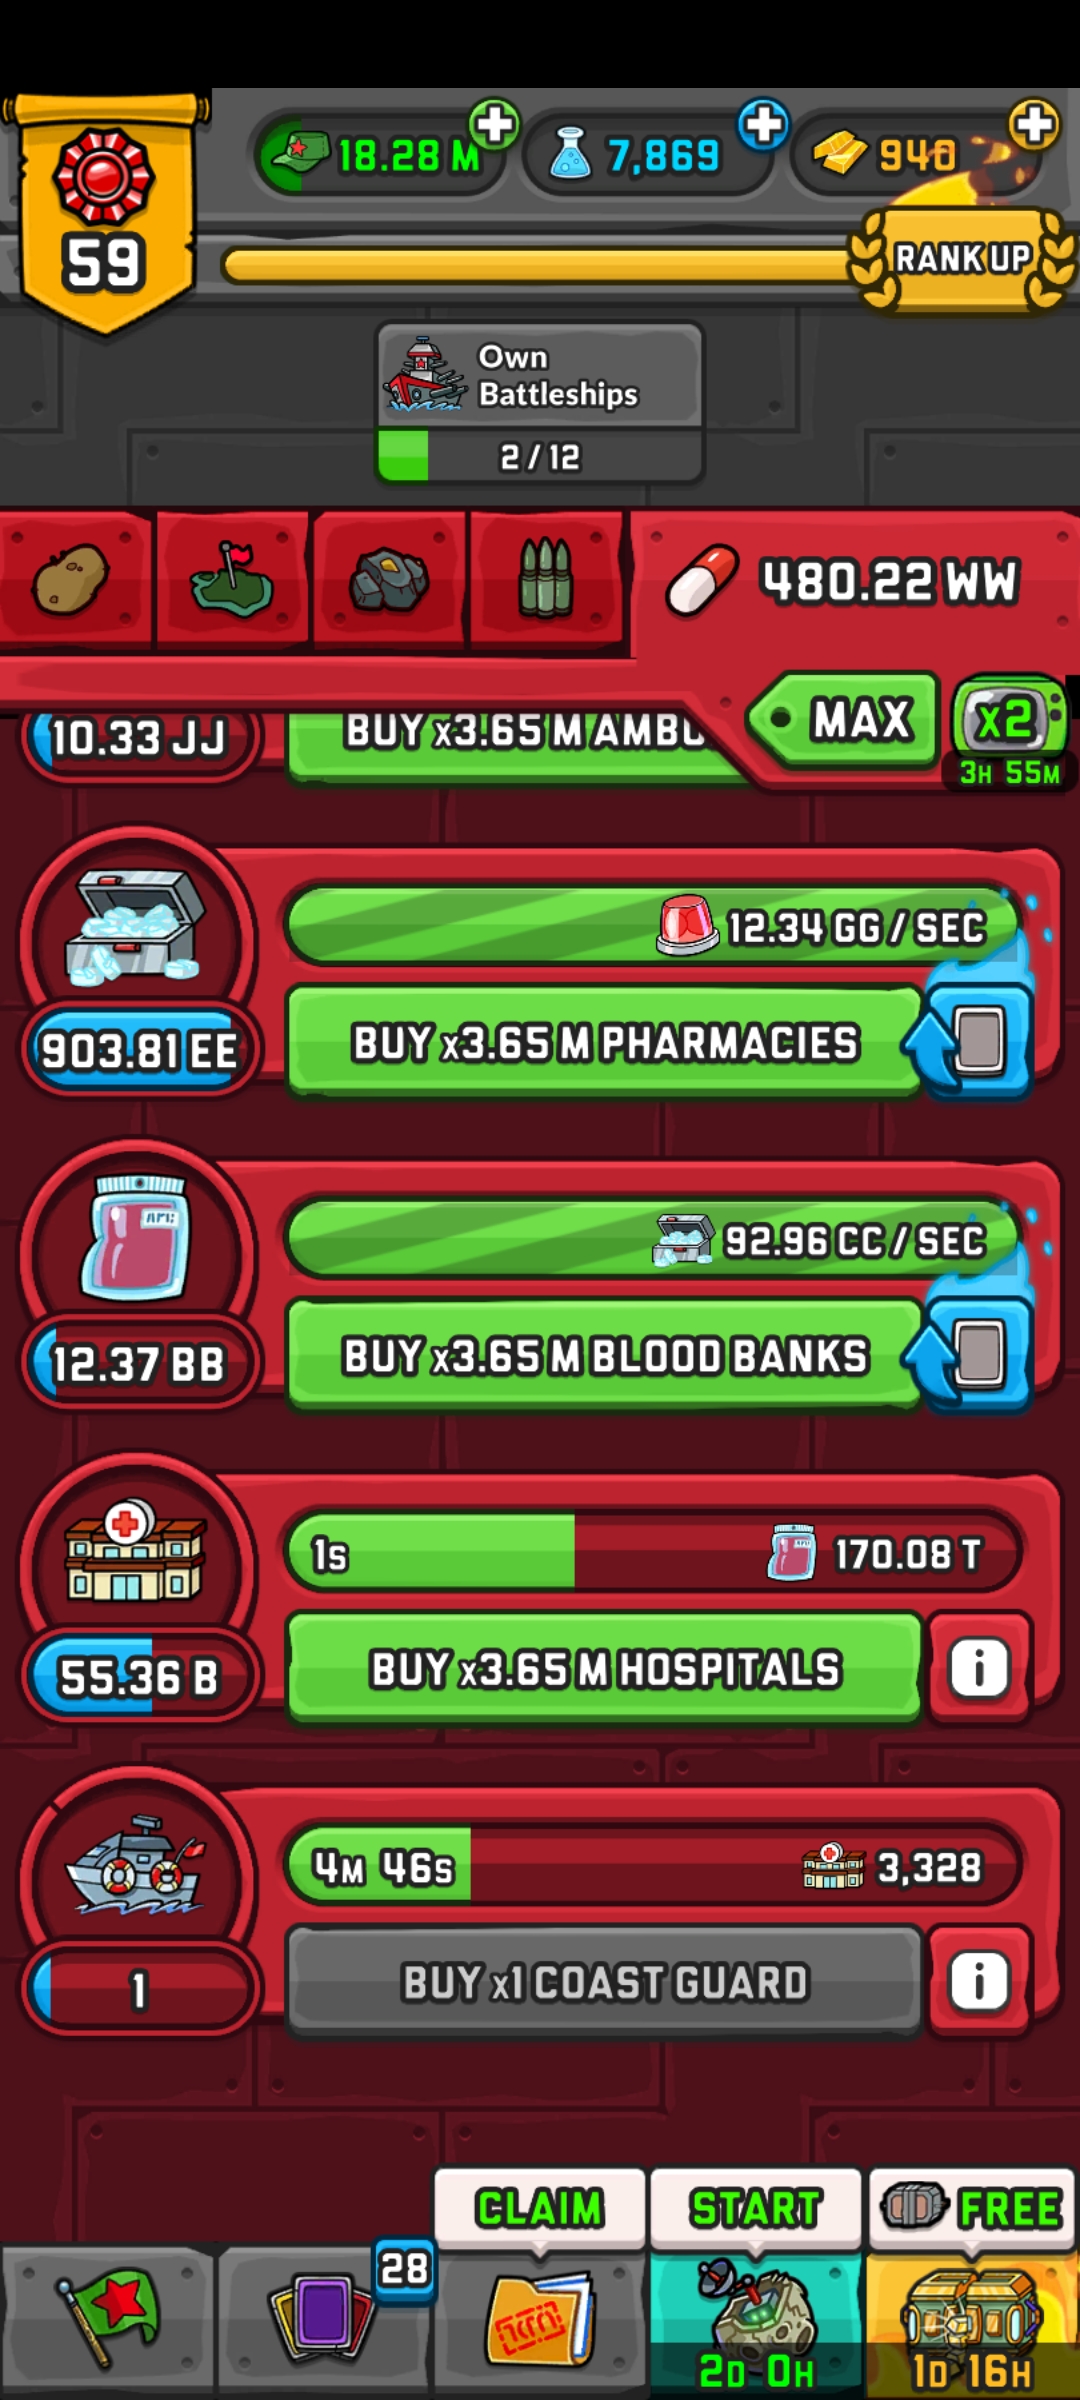 18.28 M
7,869
940
59
RANK UP
Own
Battleships
2 / 12
480.22 WW
MAX
x2
3H 55M
10.33 JJ
BUY x3.65 M AMBU
12.34 GG / SEC
903.81 EE
BUY x3.65 M PHARMACIES
92.96 CC / SEC
12.37 BB
BUY x3.65 M BLOOD BANKS
1S
170.08 T
55.36 B
BUY x3.65 M HOSPITALS
i
4M 46S
3,328
1
BUY x1 COAST GUARD
i
CLAIM
START
FREE
28
2D 0H
1D 16H